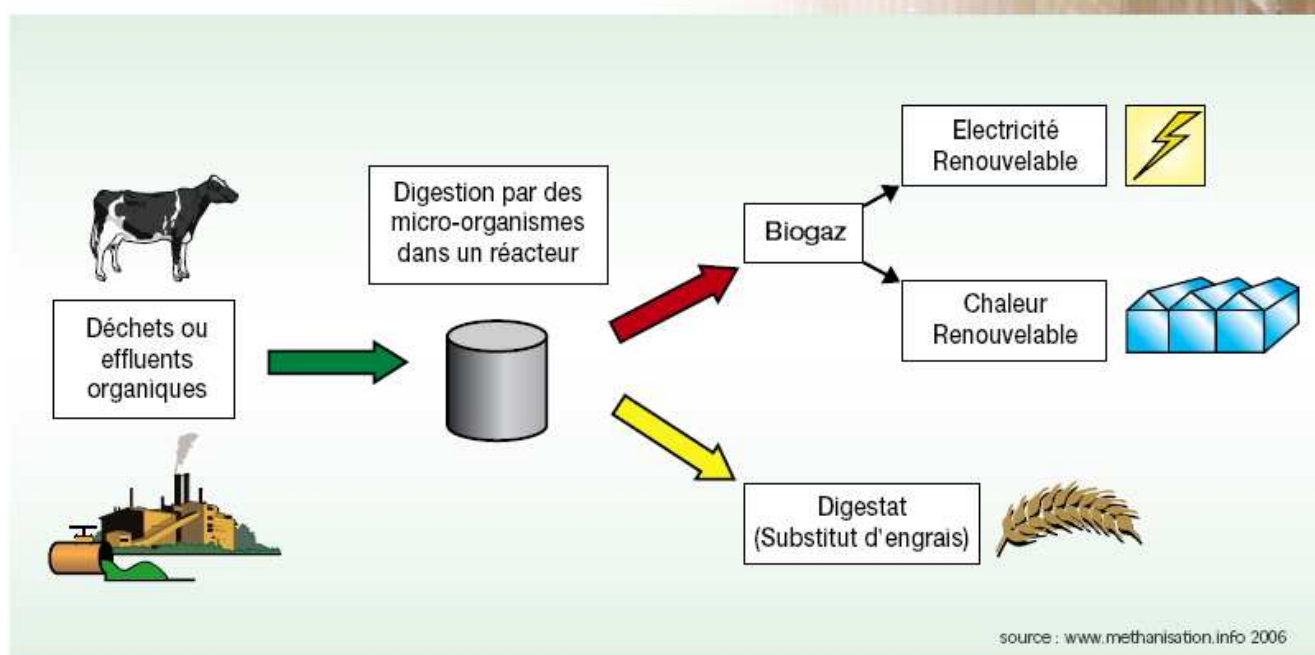 Déchets ou
effluents
organiques
Digestion par des
micro-organismes
dans un réacteur
Biogaz
Electricité
Renouvelable
Chaleur
Renouvelable
Digestat
(Substitut d'engrais)
source : www.methanisation.info 2006